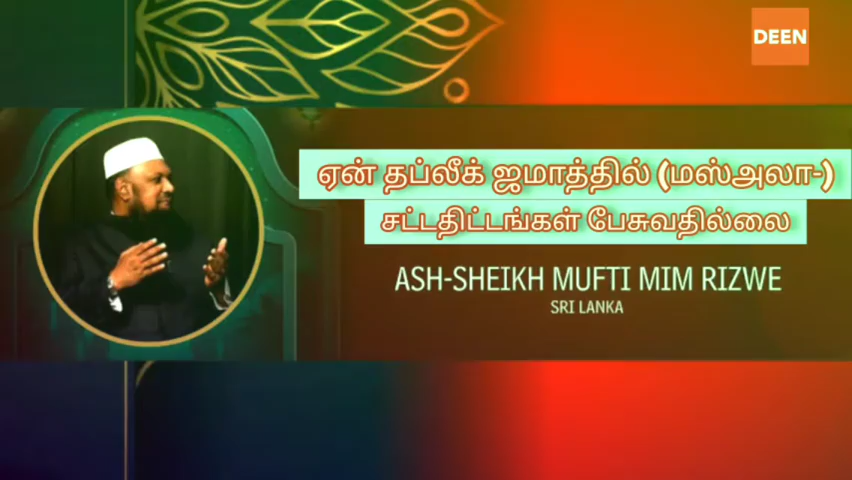 DEEN
ஏன் தப்லீக் ஜமாத்தில் (மஸ்அலா-)
சட்டதிட்டங்கள் பேசுவதில்லை
ASH-SHEIKH MUFTI MIM RIZWE
SRI LANKA